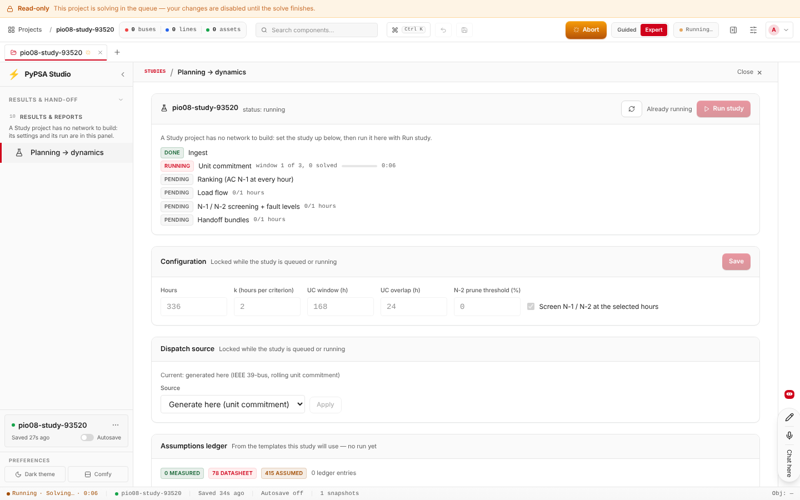 Read-only This project is solving in the queue — your changes are disabled until the solve finishes.
Projects / pio08-study-93520 0 buses 0 lines 0 assets Search components... ⌘ Ctrl K Abort Guided Expert Running… A
pio08-study-93520
PyPSA Studio
STUDIES / Planning → dynamics Close ×
RESULTS & HAND-OFF
10 RESULTS & REPORTS
A Study project has no network to build: its settings and its run are in this panel.
Planning → dynamics
pio08-study-93520 status: running Already running Run study
A Study project has no network to build: set the study up below, then run it here with Run study.
DONE Ingest
RUNNING Unit commitment window 1 of 3, 0 solved 0:06
PENDING Ranking (AC N-1 at every hour)
PENDING Load flow 0/1 hours
PENDING N-1 / N-2 screening + fault levels 0/1 hours
PENDING Handoff bundles 0/1 hours
Configuration Locked while the study is queued or running Save
Hours k (hours per criterion) UC window (h) UC overlap (h) N-2 prune threshold (%)
336 2 168 24 0 Screen N-1 / N-2 at the selected hours
Dispatch source Locked while the study is queued or running
Current: generated here (IEEE 39-bus, rolling unit commitment)
Source
Generate here (unit commitment) Apply
Assumptions ledger From the templates this study will use — no run yet
0 MEASURED 78 DATASHEET 415 ASSUMED 0 ledger entries
pio08-study-93520
Saved 27s ago Autosave
PREFERENCES
Dark theme Comfy
Chat here
Running · Solving… · 0:06 pio08-study-93520 Saved 34s ago Autosave off 1 snapshots Obj: —